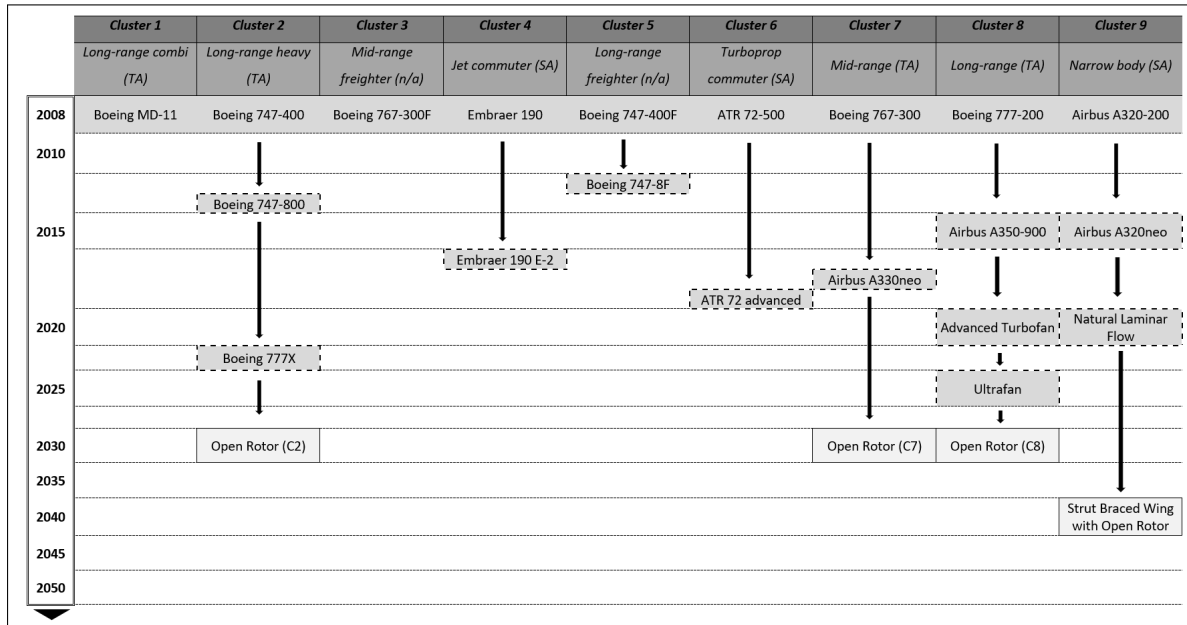 Cluster 1 Cluster 2 Cluster 3 Cluster 4 Cluster 5 Cluster 6 Cluster 7 Cluster 8 Cluster 9
Long-range combi (TA) Long-range heavy (TA) Mid-range freighter (n/a) Jet commuter (SA) Long-range freighter (n/a) Turboprop commuter (SA) Mid-range (TA) Long-range (TA) Narrow body (SA)
2008 Boeing MD-11 Boeing 747-400 Boeing 767-300F Embraer 190 Boeing 747-400F ATR 72-500 Boeing 767-300 Boeing 777-200 Airbus A320-200
2010
Boeing 747-8F
Boeing 747-800
2015 Airbus A350-900 Airbus A320neo
Embraer 190 E-2
Airbus A330neo
ATR 72 advanced
2020 Advanced Turbofan Natural Laminar Flow
Boeing 777X
2025 Ultrafan
2030 Open Rotor (C2) Open Rotor (C7) Open Rotor (C8)
2035
2040 Strut Braced Wing with Open Rotor
2045
2050